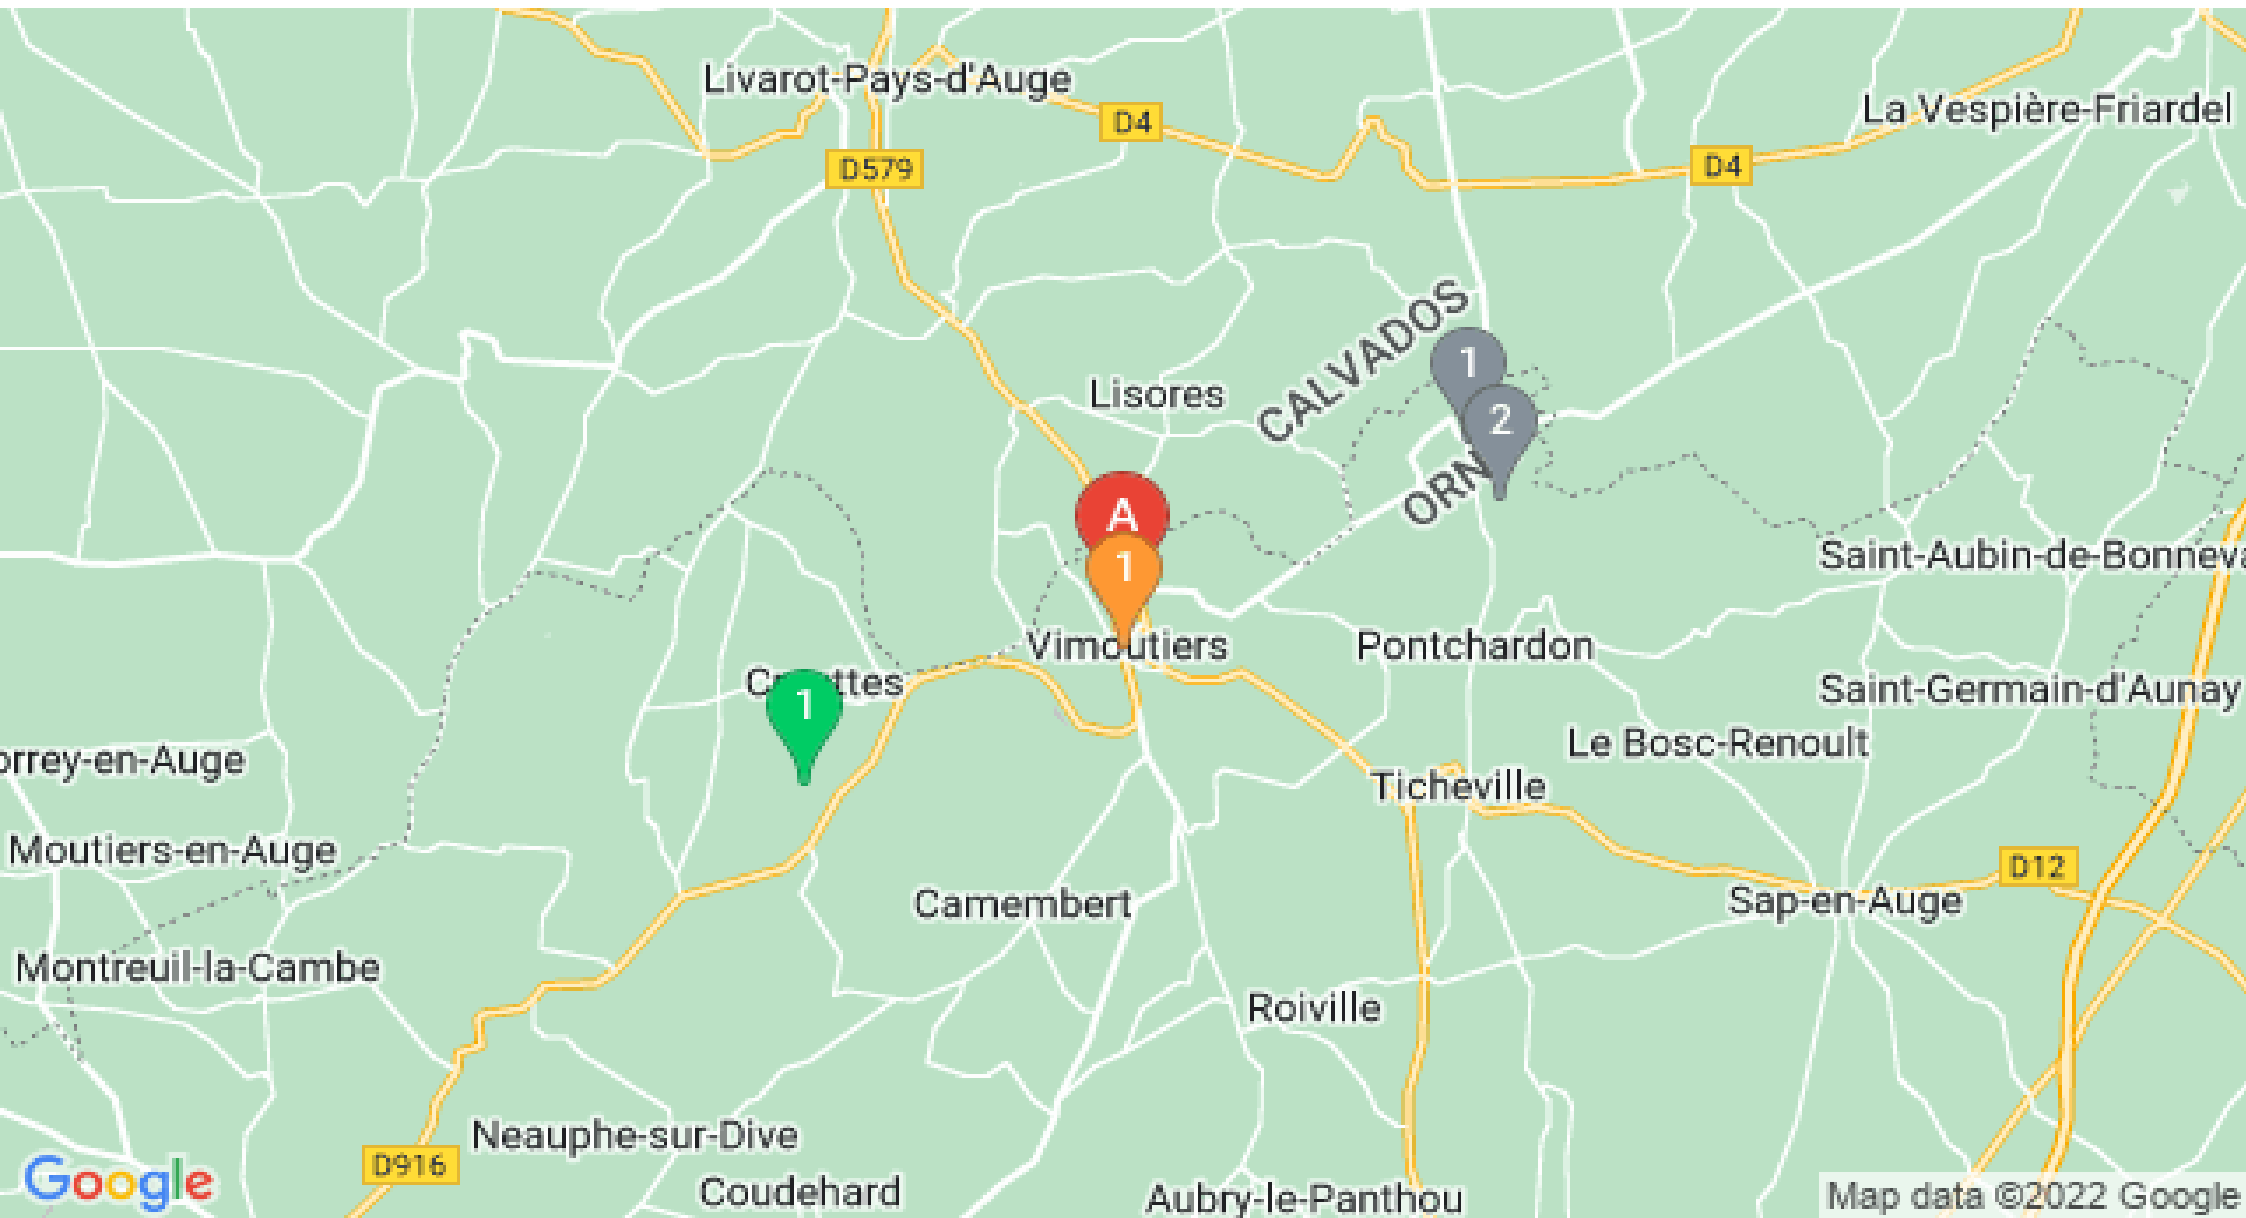 Livarot-Pays-d'Auge
La Vespière-Friardel
D4
D4
D579
CALVADOS
Lisores
1
2
ORN
A
1
Saint-Aubin-de-Bonneva
Vimoutiers
Pontchardon
1
Saint-Germain-d'Aunay
Le Bosc-Renoult
orrey-en-Auge
Ticheville
Moutiers-en-Auge
D12
Camembert
Sap-en-Auge
Montreuil-la-Cambe
Roiville
Neauphe-sur-Dive
D916
Google
Coudehard
Aubry-le-Panthou
Map data ©2022 Google